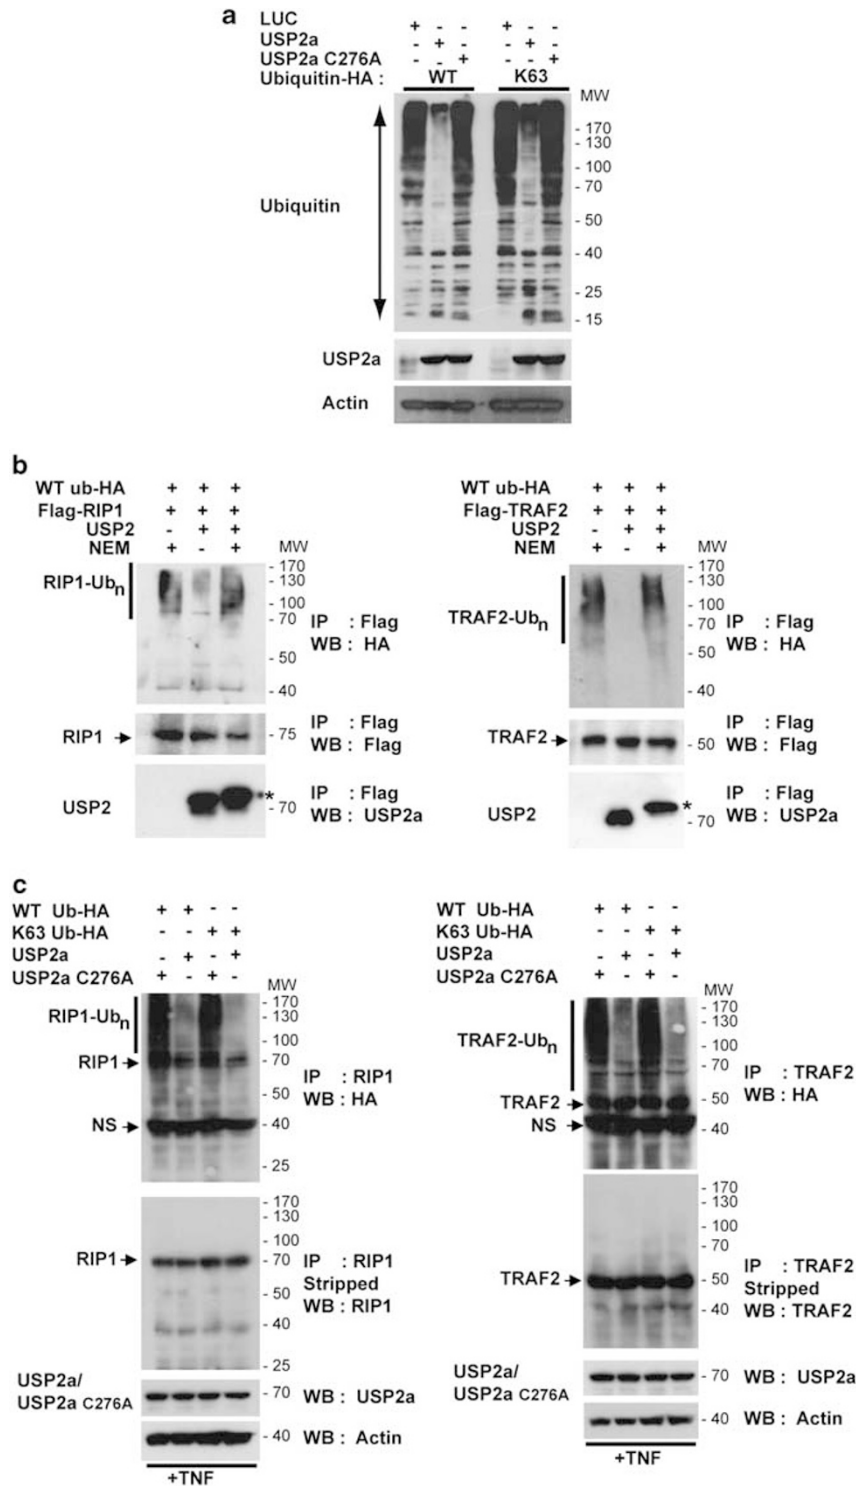 a
LUC + - - + - -
USP2a - + - - + -
USP2a C276A - - + - - +
Ubiquitin-HA : WT K63
MW
Ubiquitin
- 170
- 130
- 100
- 70
- 50
- 40
- 25
- 15
USP2a
Actin
b
WT ub-HA + + +
Flag-RIP1 + + +
USP2 - + +
NEM + - +
MW
RIP1-Ubn
- 170
- 130
- 100
- 70
- 50
- 40
IP : Flag
WB : HA
RIP1
- 75
IP : Flag
WB : Flag
USP2
*
- 70
IP : Flag
WB : USP2a
WT ub-HA + + +
Flag-TRAF2 + + +
USP2 - + +
NEM + - +
MW
TRAF2-Ubn
- 170
- 130
- 100
- 70
- 50
- 40
IP : Flag
WB : HA
TRAF2
- 50
IP : Flag
WB : Flag
USP2
*
- 70
IP : Flag
WB : USP2a
c
WT Ub-HA + + - -
K63 Ub-HA - - + +
USP2a - + - +
USP2a C276A + - + -
MW
RIP1-Ubn
RIP1
NS
- 170
- 130
- 100
- 70
- 50
- 40
- 25
IP : RIP1
WB : HA
RIP1
- 170
- 130
- 100
- 70
- 50
- 40
- 25
IP : RIP1
Stripped
WB : RIP1
USP2a/
USP2a C276A
- 70
WB : USP2a
- 40
WB : Actin
+TNF
WT Ub-HA + + - -
K63 Ub-HA - - + +
USP2a - + - +
USP2a C276A + - + -
MW
TRAF2-Ubn
TRAF2
NS
- 170
- 130
- 100
- 70
- 50
- 40
IP : TRAF2
WB : HA
TRAF2
- 170
- 130
- 100
- 70
- 50
- 40
IP : TRAF2
Stripped
WB : TRAF2
USP2a/
USP2a C276A
- 70
WB : USP2a
- 40
WB : Actin
+TNF